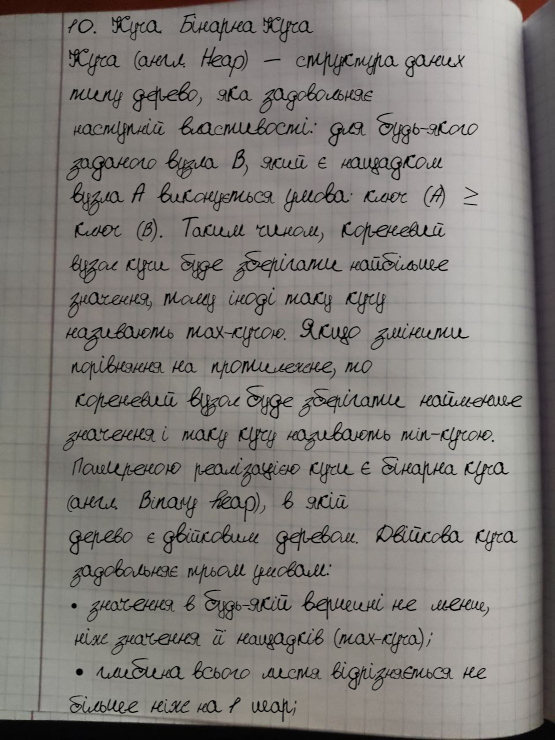 10. Куча. Бінарна Куча
Куча (англ. Heap) — структура даних
типу дерево, яка задовольняє
наступній властивості: для будь-якого
заданого вузла B, який є нащадком
вузла A виконується умова: ключ (A) ≥
ключ (B). Таким чином, кореневий
вузол кучи буде зберігати найбільше
значення, тому іноді таку кучу
називають max-кучою. Якщо змінити
порівняння на протилежне, то
кореневий вузол буде зберігати найменше
значення і таку кучу називають min-кучою.
Поширеною реалізацією кучи є бінарна куча
(англ. Binary heap), в якій
дерево є двійковим деревом. Двійкова куча
задовольняє трьом умовам:
• значення в будь-якій вершині не менше,
ніж значення її нащадків (max-куча);
• глибина всього листя відрізняється не
більше ніж на 1 шар;